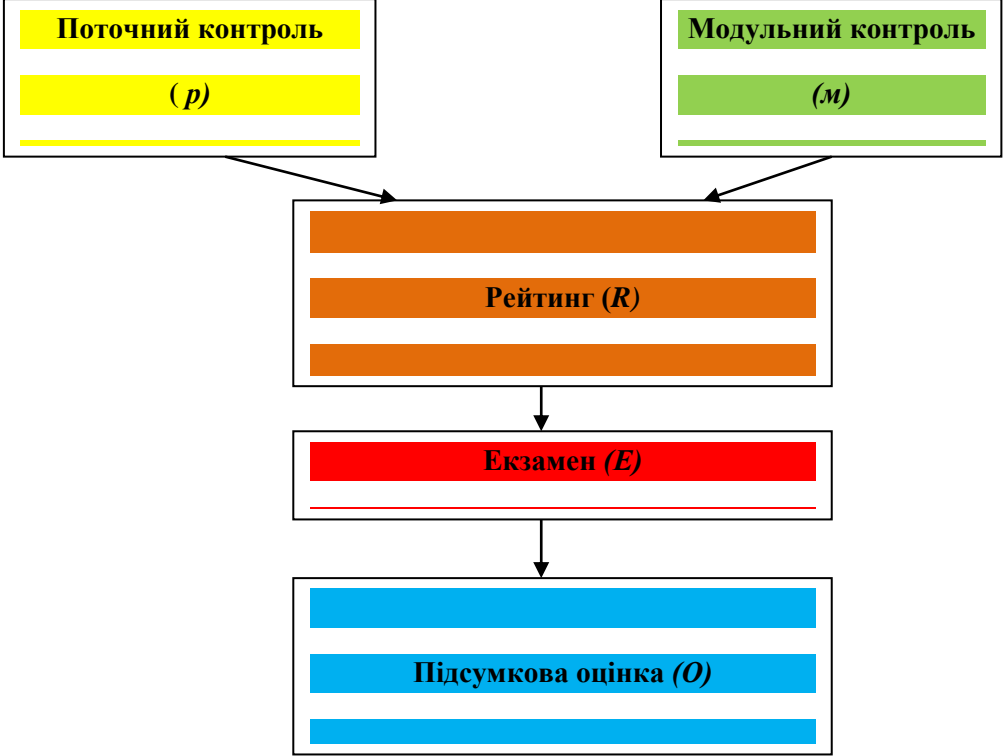 Поточний контроль
( р)
Модульний контроль
(м)
Рейтинг (R)
Екзамен (Е)
Підсумкова оцінка (О)